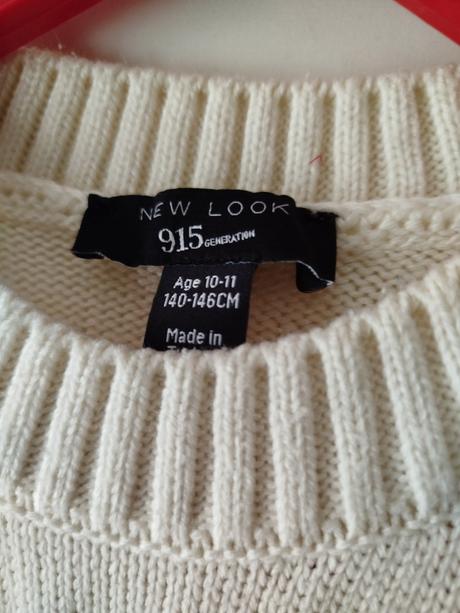 NEW LOOK
915 GENERATION
Age 10-11
140-146CM
Made in